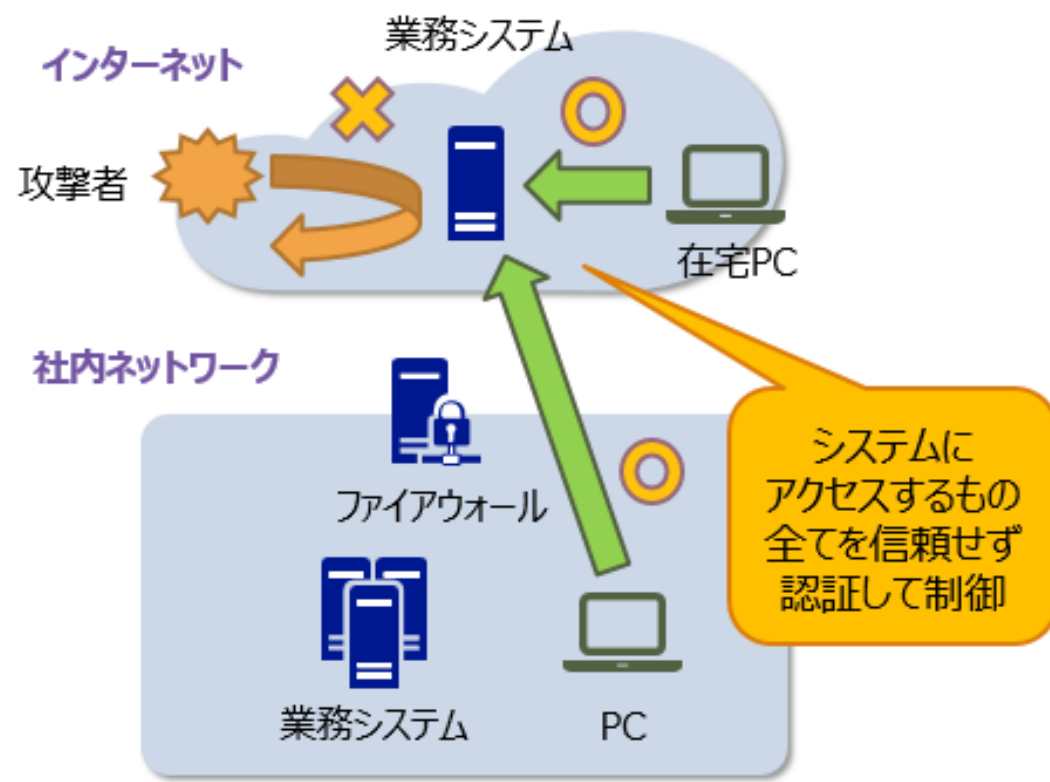 業務システム
インターネット
攻撃者
在宅PC
社内ネットワーク
ファイアウォール
システムに
アクセスするもの
全てを信頼せず
認証して制御
業務システム
PC